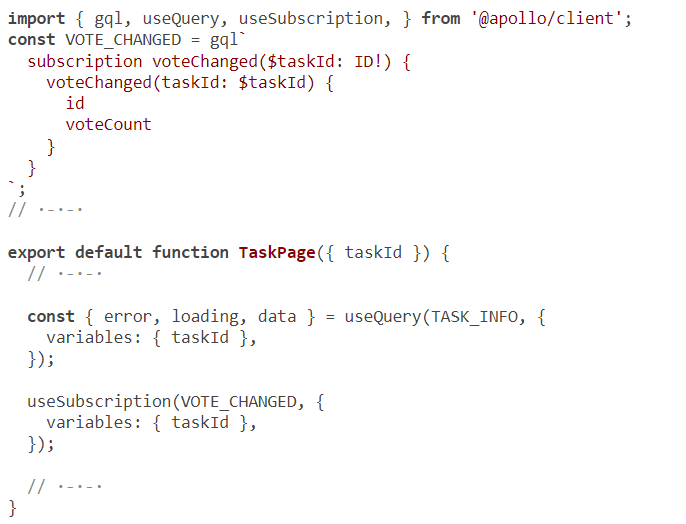 import { gql, useQuery, useSubscription, } from '@apollo/client';
const VOTE_CHANGED = gql`
  subscription voteChanged($taskId: ID!) {
    voteChanged(taskId: $taskId) {
      id
      voteCount
    }
  }
`;
// ·-·-·

export default function TaskPage({ taskId }) {
  // ·-·-·

  const { error, loading, data } = useQuery(TASK_INFO, {
    variables: { taskId },
  });

  useSubscription(VOTE_CHANGED, {
    variables: { taskId },
  });

  // ·-·-·
}